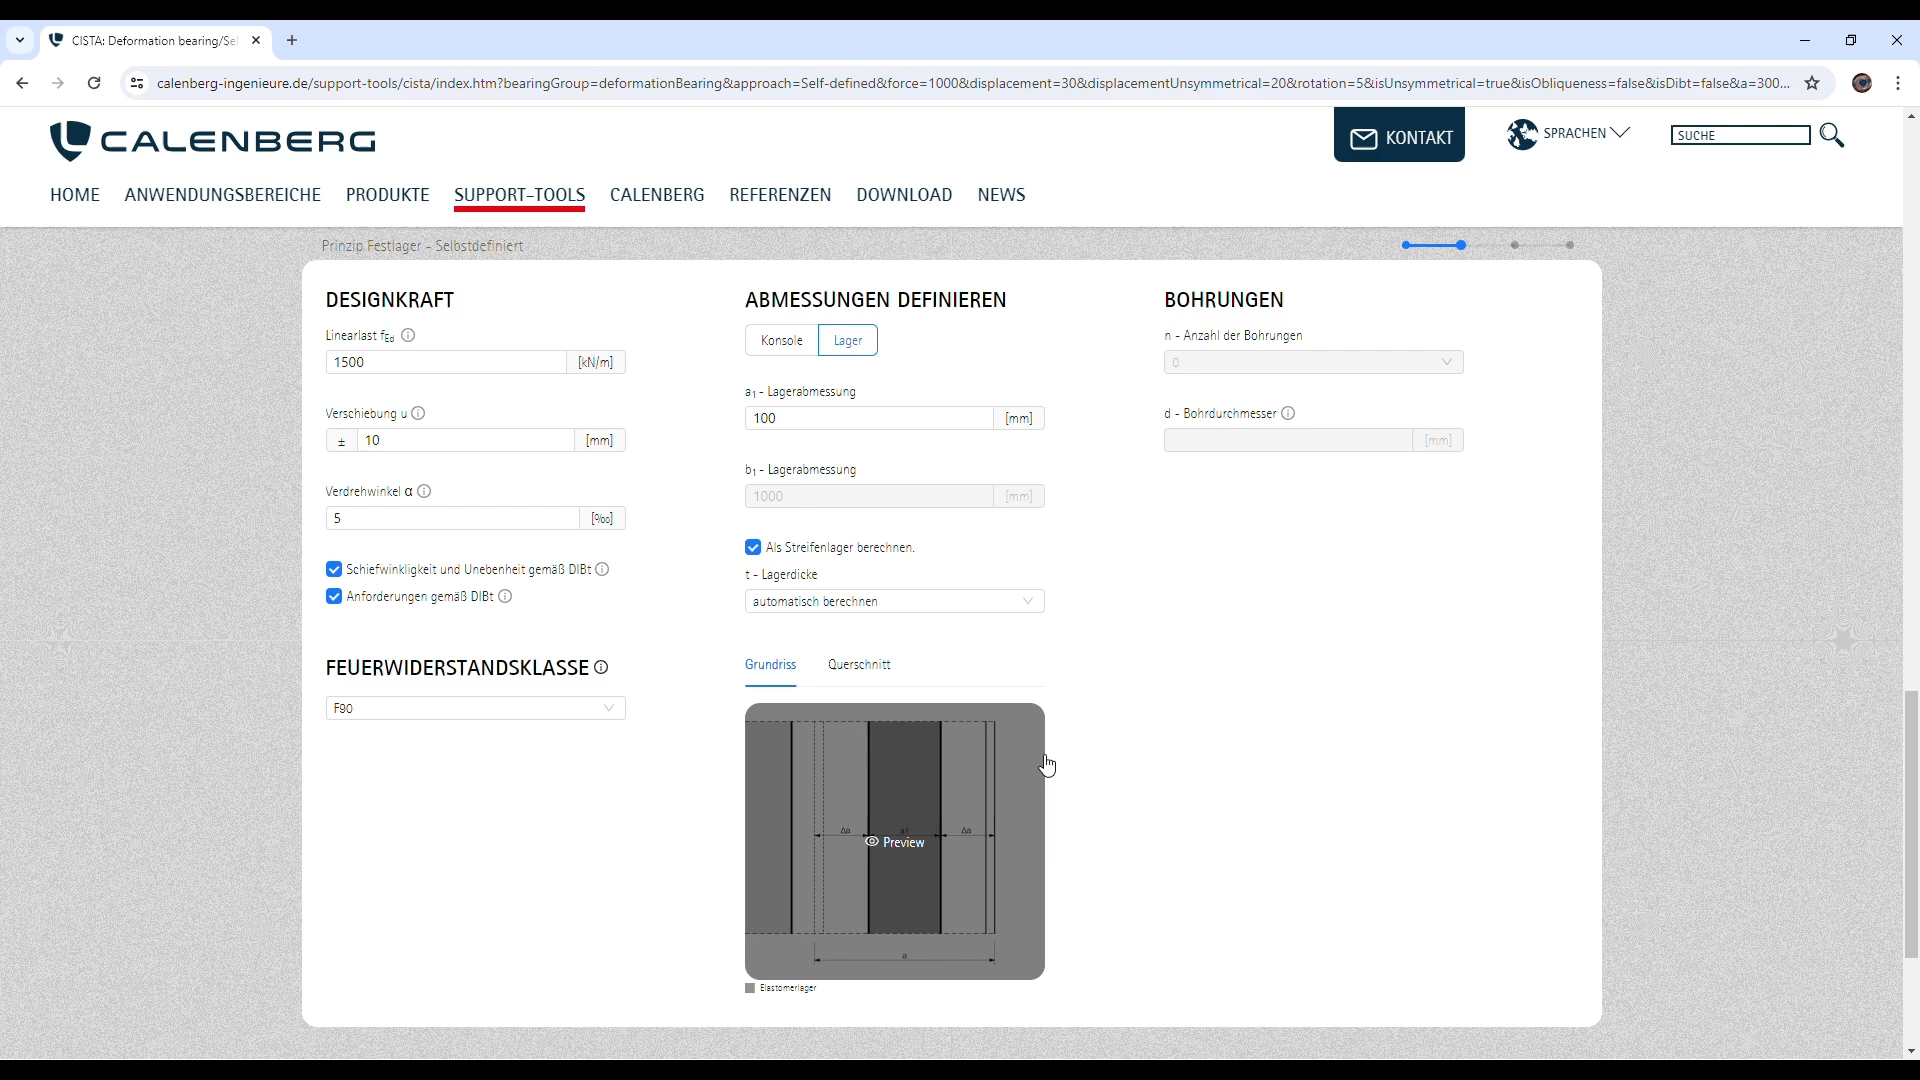 CISTA: Deformation bearing/Se
calenberg-ingenieure.de/support-tools/cista/index.htm?bearingGroup=deformationBearing&approach=Self-defined&force=1000&displacement=30&displacementUnsymmetrical=20&rotation=5&isUnsymmetrical=true&isObliqueness=false&isDibt=false&a=300...
CALENBERG
KONTAKT
SPRACHEN
SUCHE
HOME ANWENDUNGSBEREICHE PRODUKTE SUPPORT-TOOLS CALENBERG REFERENZEN DOWNLOAD NEWS
Prinzip Festlager - Selbstdefiniert
DESIGNKRAFT
Linearlast fEd
1500 [kN/m]
Verschiebung u
± 10 [mm]
Verdrehwinkel α
5 [‰]
Schiefwinkligkeit und Unebenheit gemäß DIBt
Anforderungen gemäß DIBt
FEUERWIDERSTANDSKLASSE
F90
ABMESSUNGEN DEFINIEREN
Konsole Lager
a1 - Lagerabmessung
100 [mm]
b1 - Lagerabmessung
1000 [mm]
Als Streifenlager berechnen.
t - Lagerdicke
automatisch berechnen
Grundriss Querschnitt
Δa a1 Δa
Preview
a
Elastomerlager
BOHRUNGEN
n - Anzahl der Bohrungen
0
d - Bohrdurchmesser
[mm]